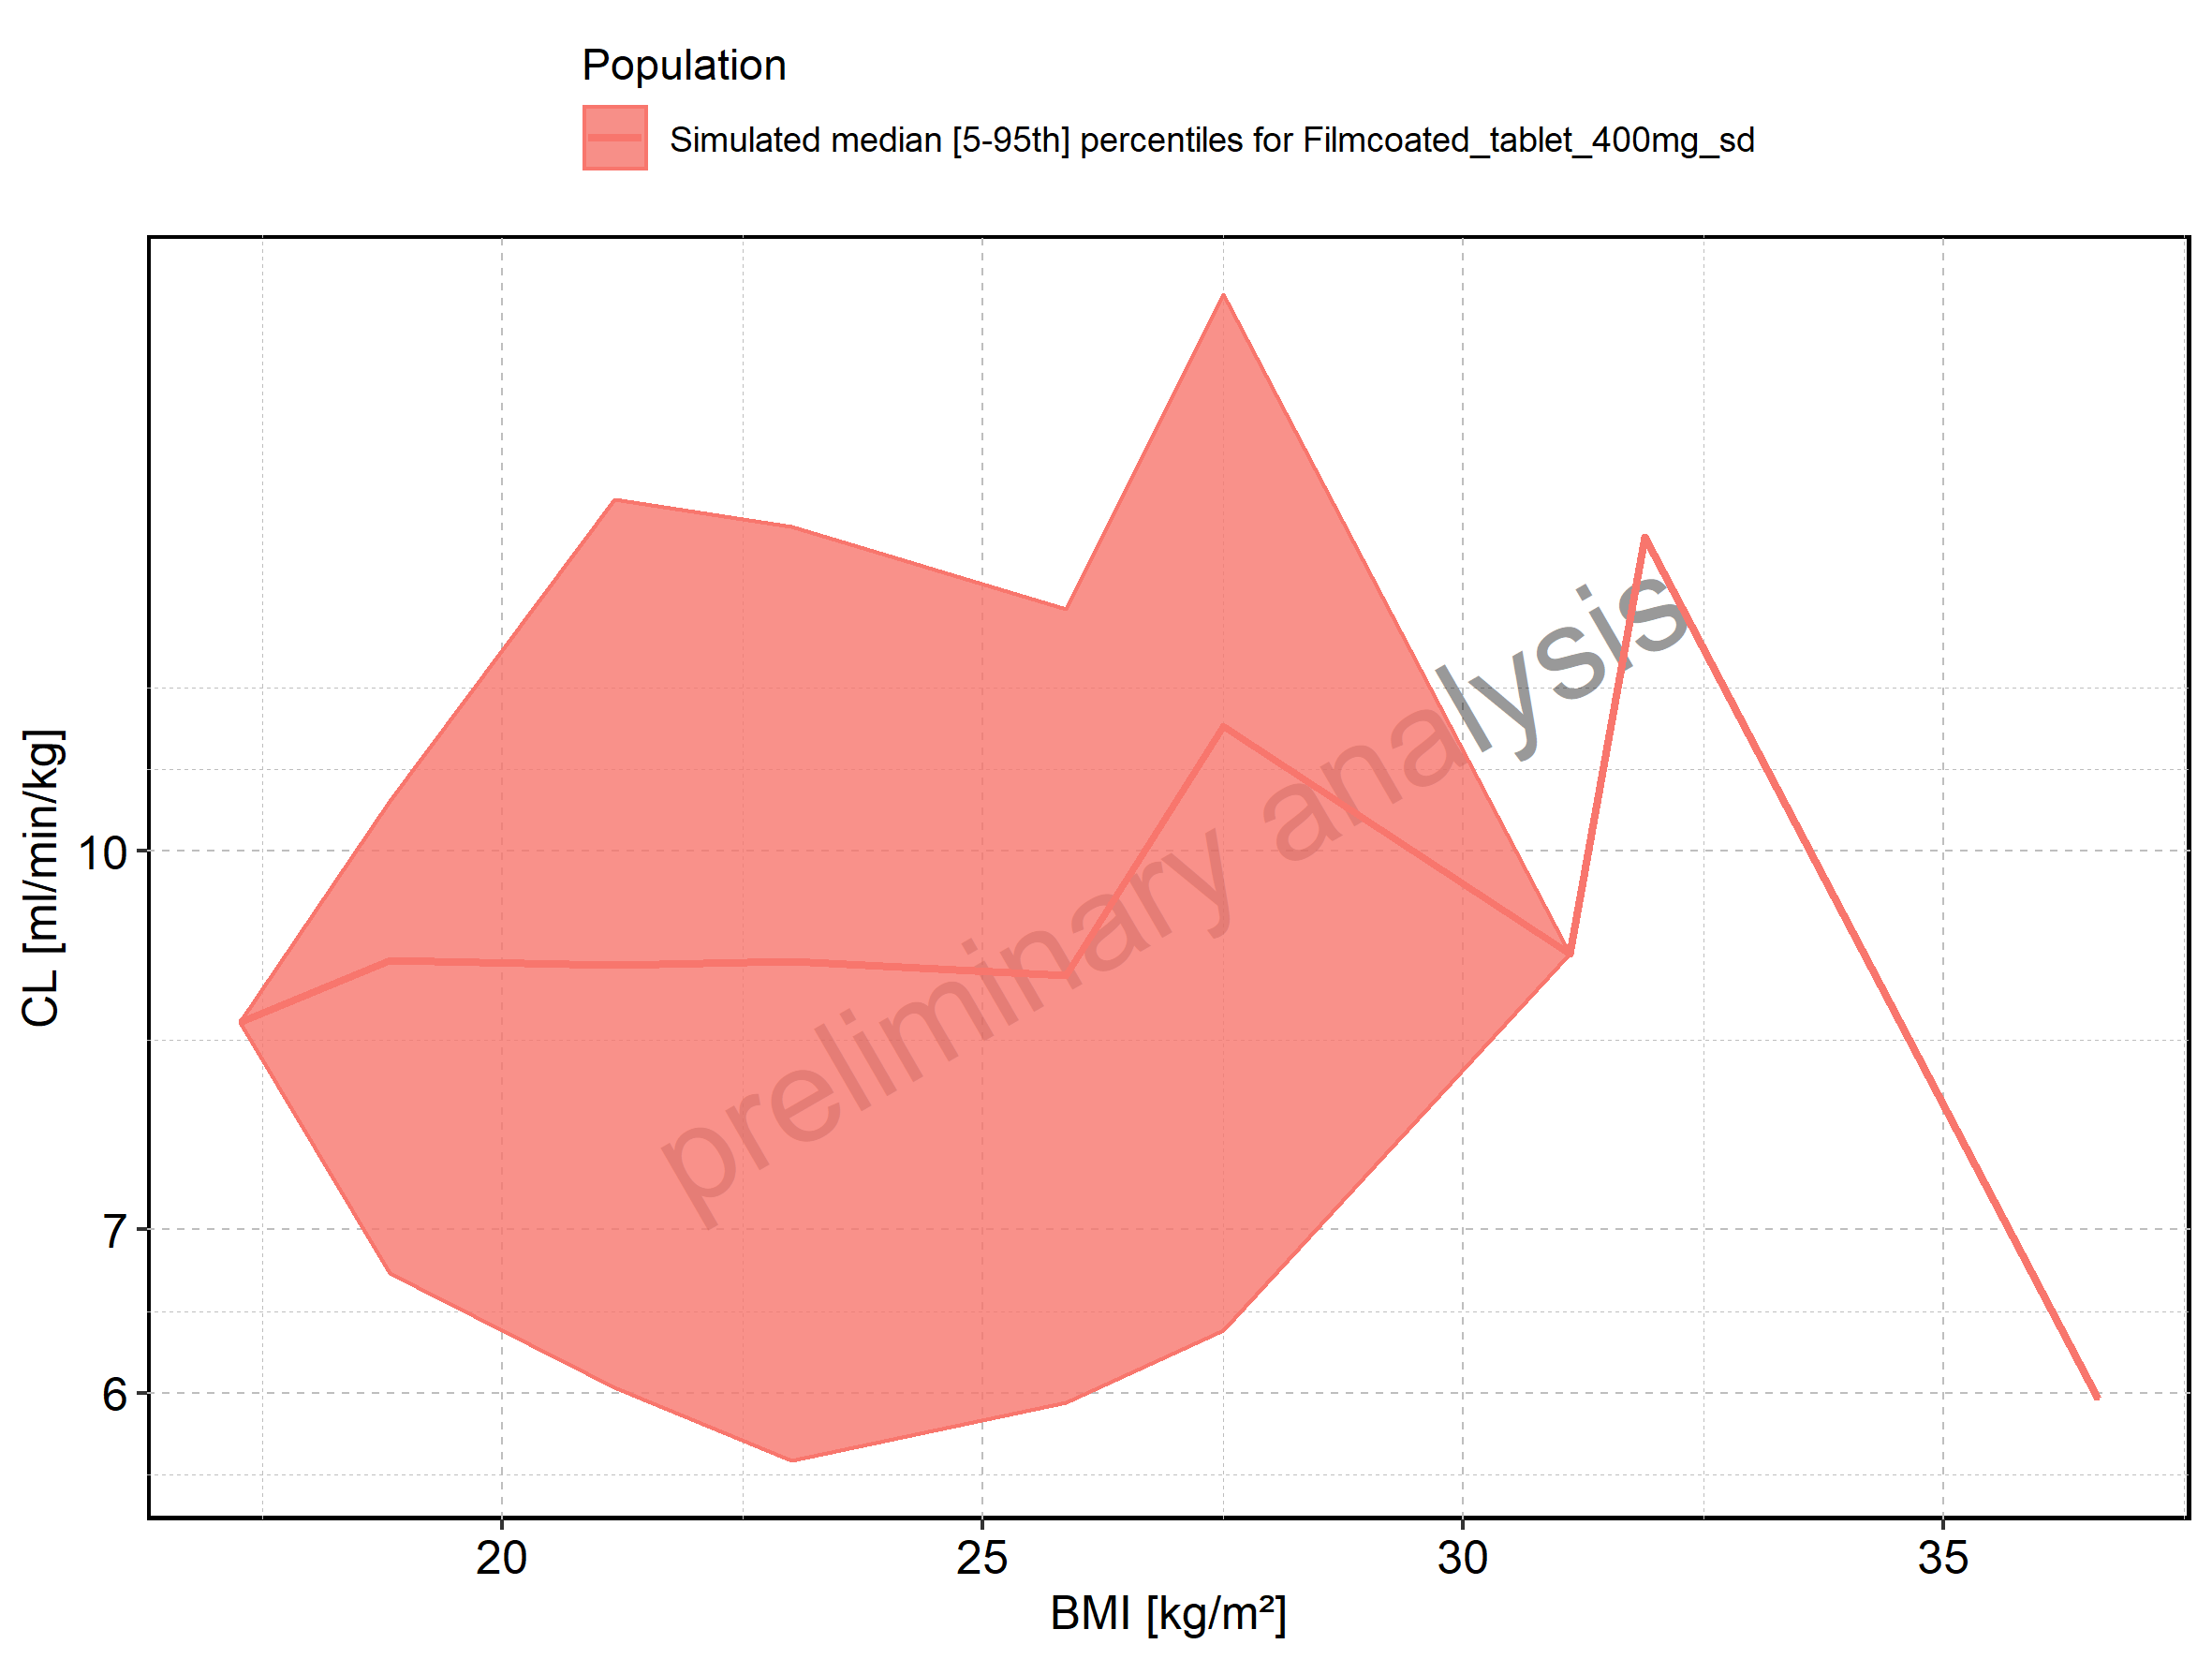 Population
Simulated median [5-95th] percentiles for Filmcoated_tablet_400mg_sd
CL [ml/min/kg]
10
7
6
preliminary analysis
20 25 30 35
BMI [kg/m²]